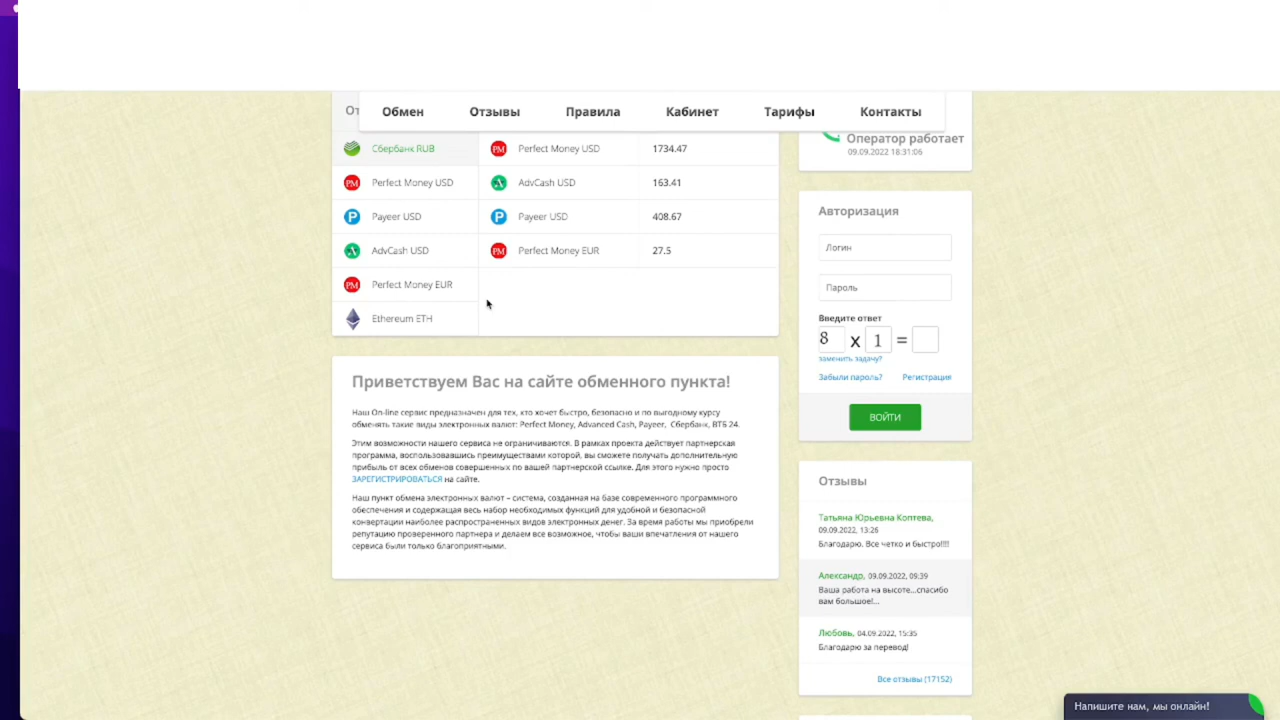 Обмен Отзывы Правила Кабинет Тарифы Контакты
От
Сбербанк RUB
Perfect Money USD
Payeer USD
AdvCash USD
Perfect Money EUR
Ethereum ETH
PM Perfect Money USD 1734.47
AdvCash USD 163.41
Payeer USD 408.67
PM Perfect Money EUR 27.5
Приветствуем Вас на сайте обменного пункта!
Наш On-line сервис предназначен для тех, кто хочет быстро, безопасно и по выгодному курсу
обменять такие виды электронных валют: Perfect Money, Advanced Cash, Payeer, Сбербанк, ВТБ 24.
Этим возможности нашего сервиса не ограничиваются. В рамках проекта действует партнерская
программа, воспользовавшись преимуществами которой, вы сможете получать дополнительную
прибыль от всех обменов совершенных по вашей партнерской ссылке. Для этого нужно просто
ЗАРЕГИСТРИРОВАТЬСЯ на сайте.
Наш пункт обмена электронных валют – система, созданная на базе современного программного
обеспечения и содержащая весь набор необходимых функций для удобной и безопасной
конвертации наиболее распространенных видов электронных денег. За время работы мы приобрели
репутацию проверенного партнера и делаем все возможное, чтобы ваши впечатления от нашего
сервиса были только благоприятными.
Оператор работает
09.09.2022 18:31:06
Авторизация
Логин
Пароль
Введите ответ
8 x 1 =
заменить задачу?
Забыли пароль? Регистрация
ВОЙТИ
Отзывы
Татьяна Юрьевна Коптева,
09.09.2022, 13:26
Благодарю. Все четко и быстро!!!!
Александр, 09.09.2022, 09:39
Ваша работа на высоте...спасибо
вам большое!...
Любовь, 04.09.2022, 15:35
Благодарю за перевод!
Все отзывы (17152)
Напишите нам, мы онлайн!